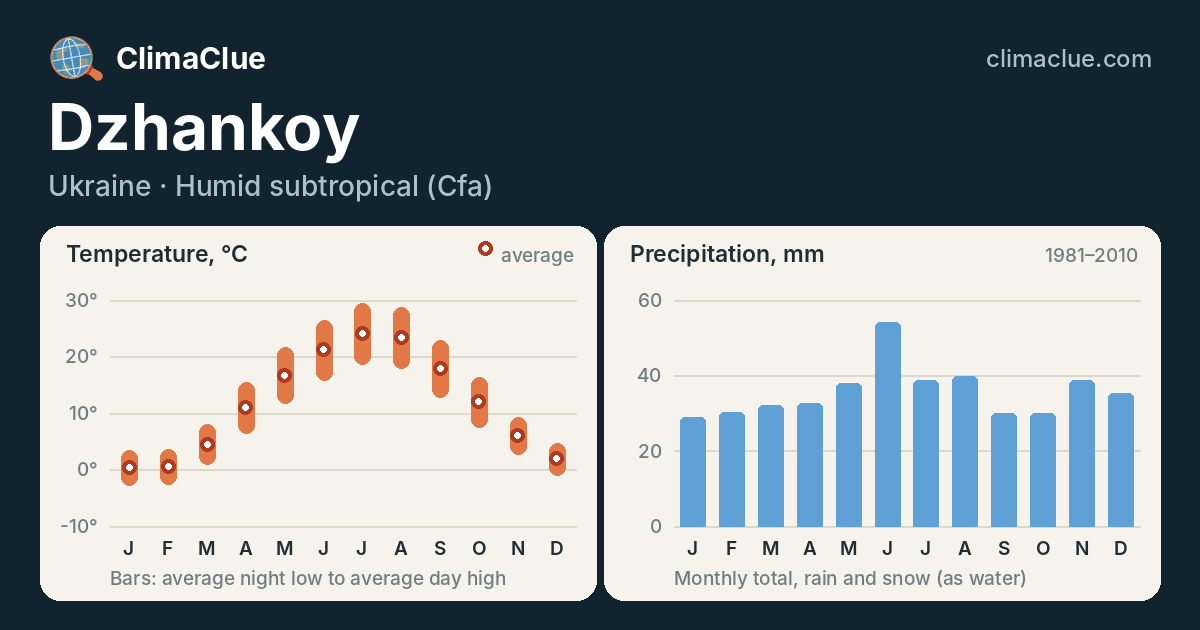 ClimaClue
climaclue.com
Dzhankoy
Ukraine · Humid subtropical (Cfa)
Temperature, °C
average
30°
20°
10°
0°
-10°
J F M A M J J A S O N D
Bars: average night low to average day high
Precipitation, mm
1981–2010
60
40
20
0
J F M A M J J A S O N D
Monthly total, rain and snow (as water)